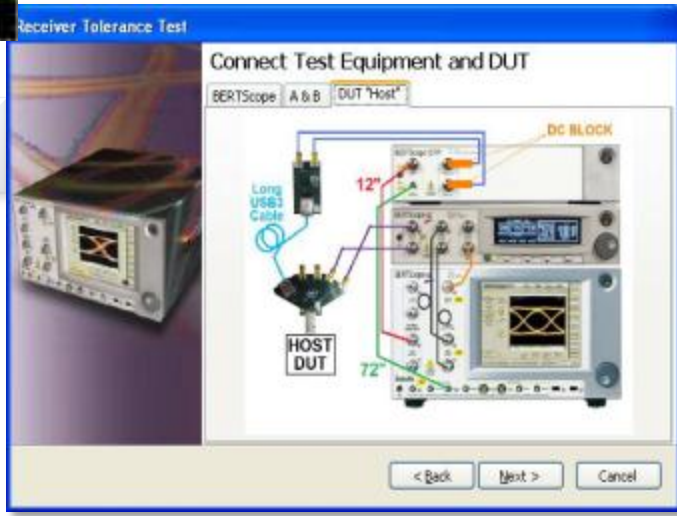 Receiver Tolerance Test
Connect Test Equipment and DUT
BERTScope
A & B
DUT "Host"
DC BLOCK
12"
Long
USB3
Cable
HOST
DUT
72"
< Back
Next >
Cancel